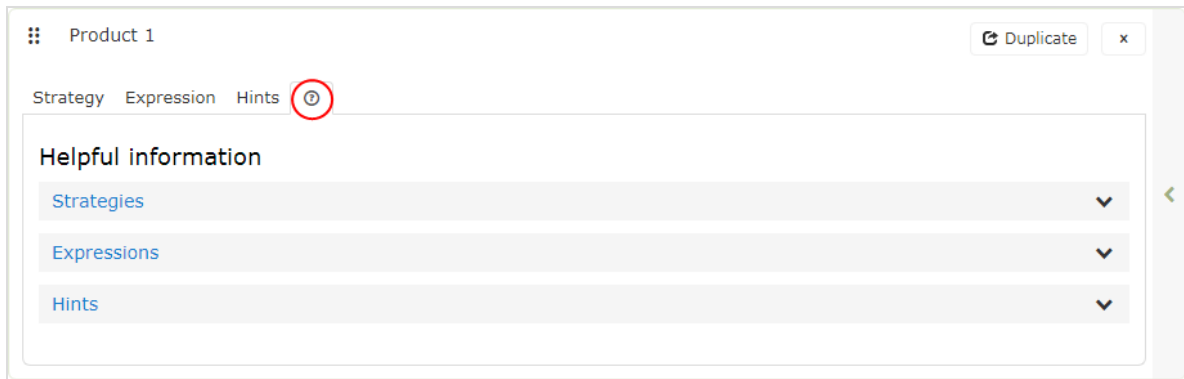 Product 1
Duplicate
x
Strategy Expression Hints ?
Helpful information
Strategies
Expressions
Hints